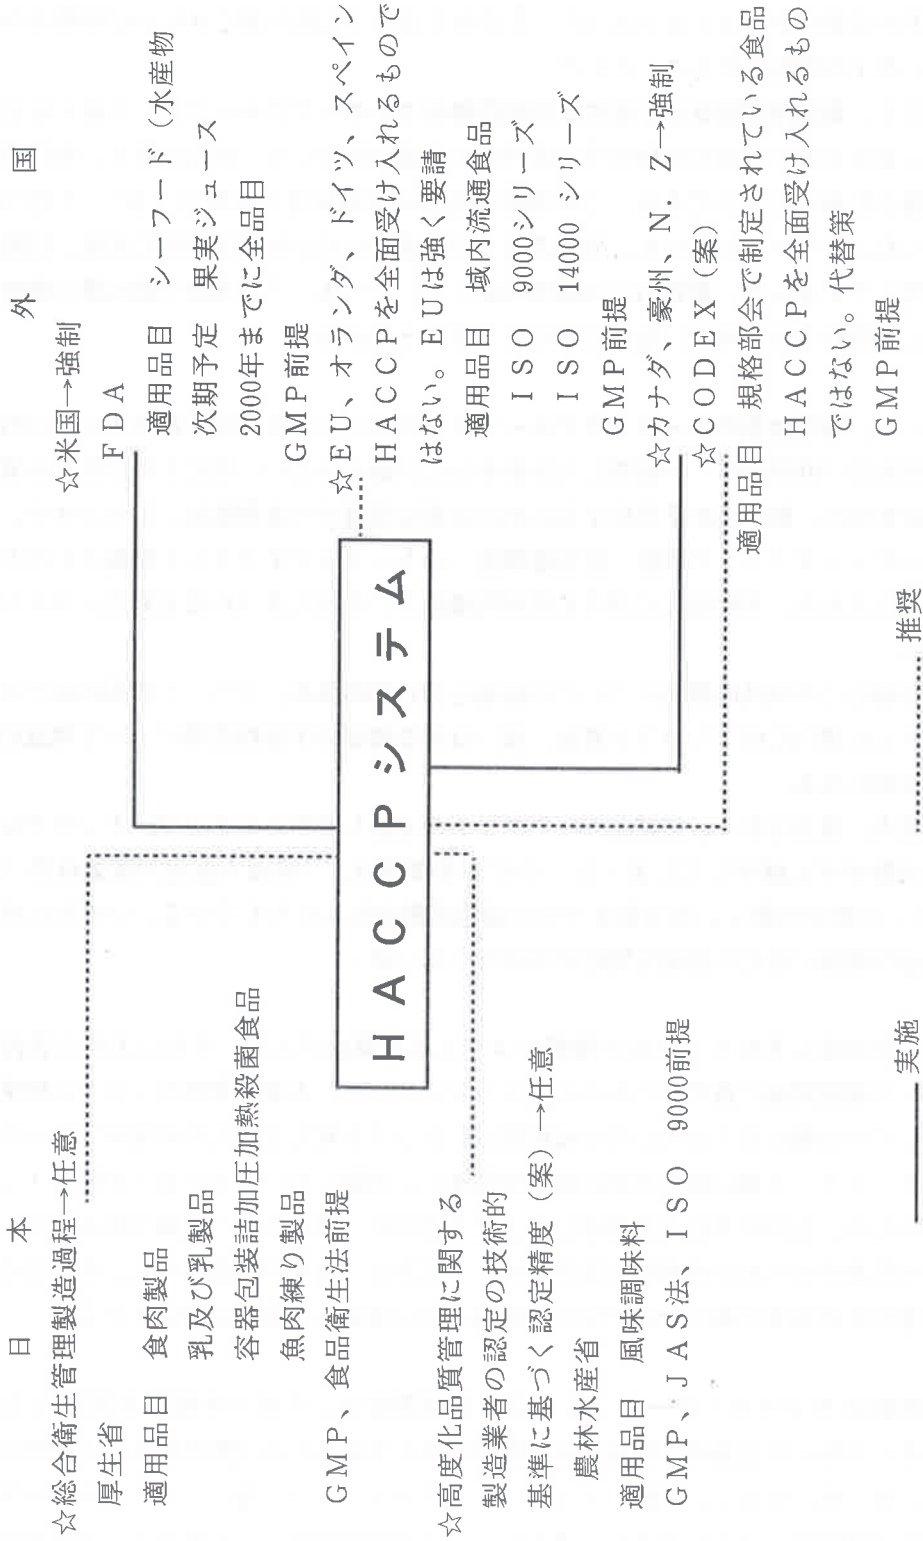 日　本
☆総合衛生管理製造過程→任意
厚生省
適用品目　食肉製品
乳及び乳製品
容器包装詰加圧加熱殺菌食品
魚肉練り製品
GMP、食品衛生法前提
☆高度化品質管理に関する
製造業者の認定の技術的
基準に基づく認定精度（案）→任意
農林水産省
適用品目　風味調味料
GMP、JAS法、ISO　9000前提
HACCPシステム
外　国
☆米国→強制
FDA
適用品目　シーフード（水産物
次期予定　果実ジュース
2000年までに全品目
GMP前提
☆EU、オランダ、ドイツ、スペイン
HACCPを全面受け入れるもので
はない。EUは強く要請
適用品目　域内流通食品
ISO　9000シリーズ
ISO　14000シリーズ
GMP前提
☆カナダ、豪州、N、Z→強制
☆CODEX（案）
適用品目　規格部会で制定されている食品
HACCPを全面受け入れるもの
ではない。代替策
GMP前提
実施
推奨